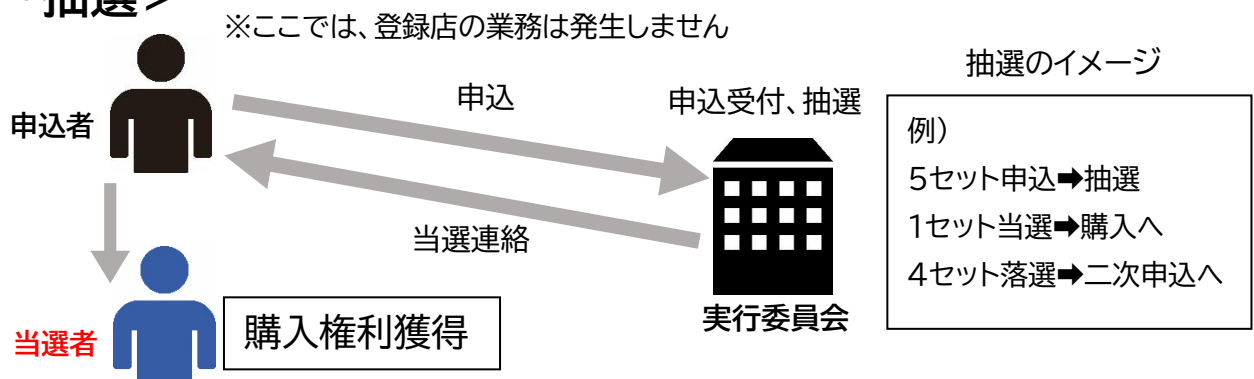 抽選＞
※ここでは、登録店の業務は発生しません
申込者
申込
申込受付、抽選
当選連絡
実行委員会
当選者
購入権利獲得
抽選のイメージ
例）
5セット申込➡抽選
1セット当選➡購入へ
4セット落選➡二次申込へ